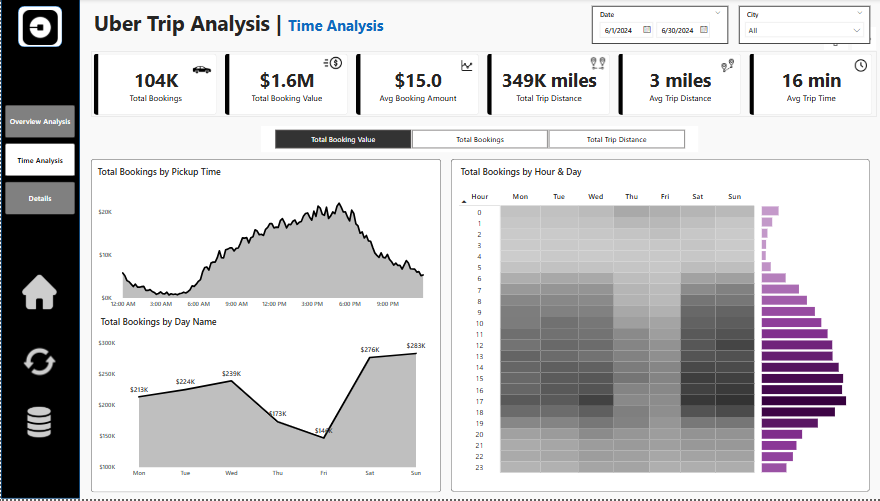 Uber Trip Analysis | Time Analysis
Date
6/1/2024 6/30/2024
City
All
104K
Total Bookings
$1.6M
Total Booking Value
$15.0
Avg Booking Amount
349K miles
Total Trip Distance
3 miles
Avg Trip Distance
16 min
Avg Trip Time
Overview Analysis
Time Analysis
Details
Total Booking Value Total Bookings Total Trip Distance
Total Bookings by Pickup Time
$20K
$10K
$0K
12:00 AM 3:00 AM 6:00 AM 9:00 AM 12:00 PM 3:00 PM 6:00 PM 9:00 PM
Total Bookings by Day Name
$300K
$250K
$200K
$150K
$100K
$213K $224K $239K $173K $276K $283K
Mon Tue Wed Thu Fri Sat Sun
Total Bookings by Hour & Day
Hour Mon Tue Wed Thu Fri Sat Sun
0
1
2
3
4
5
6
7
8
9
10
11
12
13
14
15
16
17
18
19
20
21
22
23